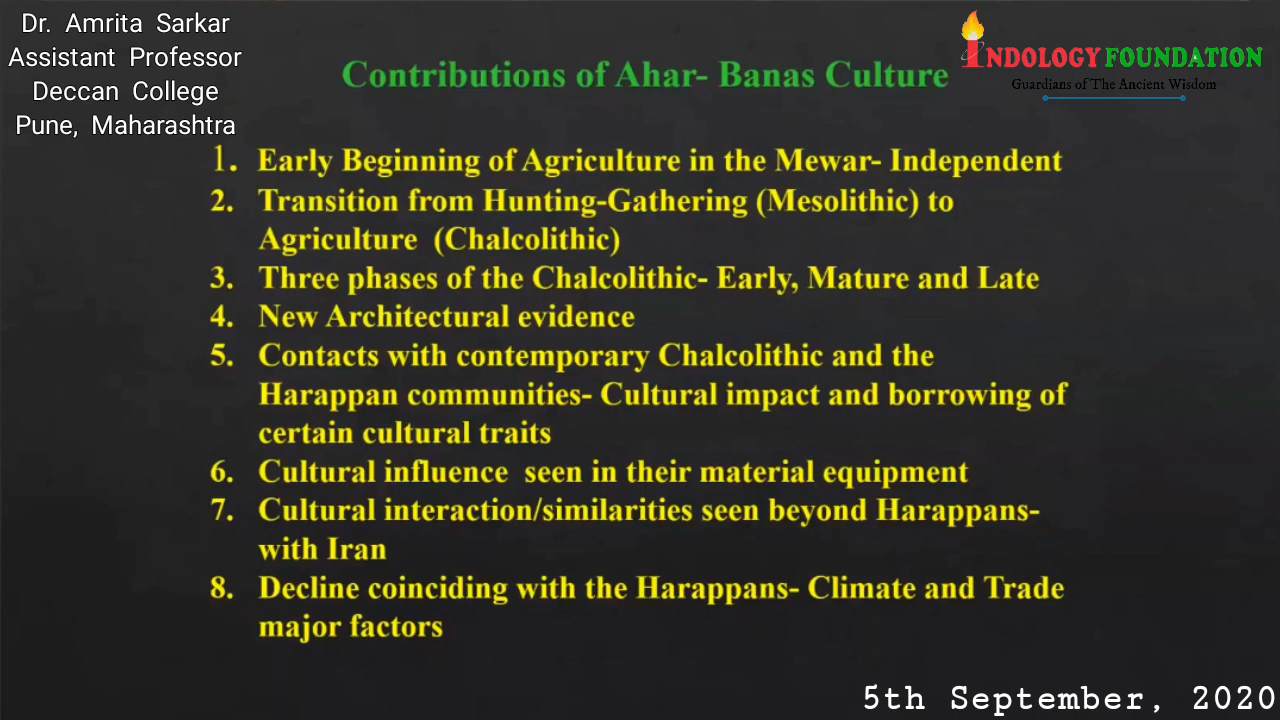 Dr. Amrita Sarkar
Assistant Professor
Deccan College
Pune, Maharashtra
INDOLOGY FOUNDATION
Guardians of The Ancient Wisdom
Contributions of Ahar- Banas Culture
1. Early Beginning of Agriculture in the Mewar- Independent
2. Transition from Hunting-Gathering (Mesolithic) to
Agriculture (Chalcolithic)
3. Three phases of the Chalcolithic- Early, Mature and Late
4. New Architectural evidence
5. Contacts with contemporary Chalcolithic and the
Harappan communities- Cultural impact and borrowing of
certain cultural traits
6. Cultural influence seen in their material equipment
7. Cultural interaction/similarities seen beyond Harappans-
with Iran
8. Decline coinciding with the Harappans- Climate and Trade
major factors
5th September, 2020